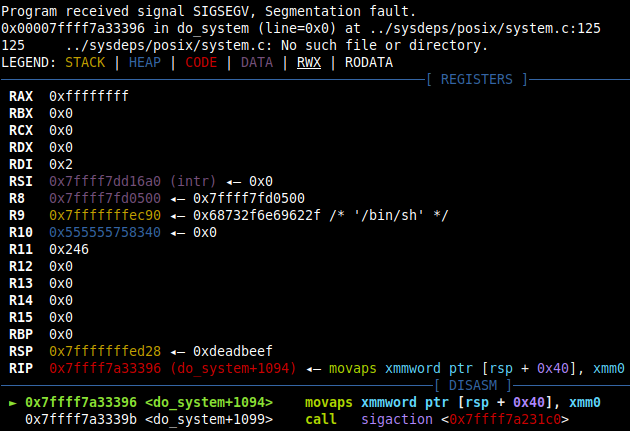 Program received signal SIGSEGV, Segmentation fault.
0x00007ffff7a33396 in do_system (line=0x0) at ../sysdeps/posix/system.c:125
125     ../sysdeps/posix/system.c: No such file or directory.
LEGEND: STACK | HEAP | CODE | DATA | RWX | RODATA
[ REGISTERS ]
RAX  0xffffffff
RBX  0x0
RCX  0x0
RDX  0x0
RDI  0x2
RSI  0x7ffff7dd16a0 (intr) ◂— 0x0
R8   0x7ffff7fd0500 ◂— 0x7ffff7fd0500
R9   0x7fffffffec90 ◂— 0x68732f6e69622f /* '/bin/sh' */
R10  0x555555758340 ◂— 0x0
R11  0x246
R12  0x0
R13  0x0
R14  0x0
R15  0x0
RBP  0x0
RSP  0x7fffffffed28 ◂— 0xdeadbeef
RIP  0x7ffff7a33396 (do_system+1094) ◂— movaps xmmword ptr [rsp + 0x40], xmm0
[ DISASM ]
► 0x7ffff7a33396 <do_system+1094>    movaps xmmword ptr [rsp + 0x40], xmm0
0x7ffff7a3339b <do_system+1099>    call   sigaction <0x7ffff7a231c0>